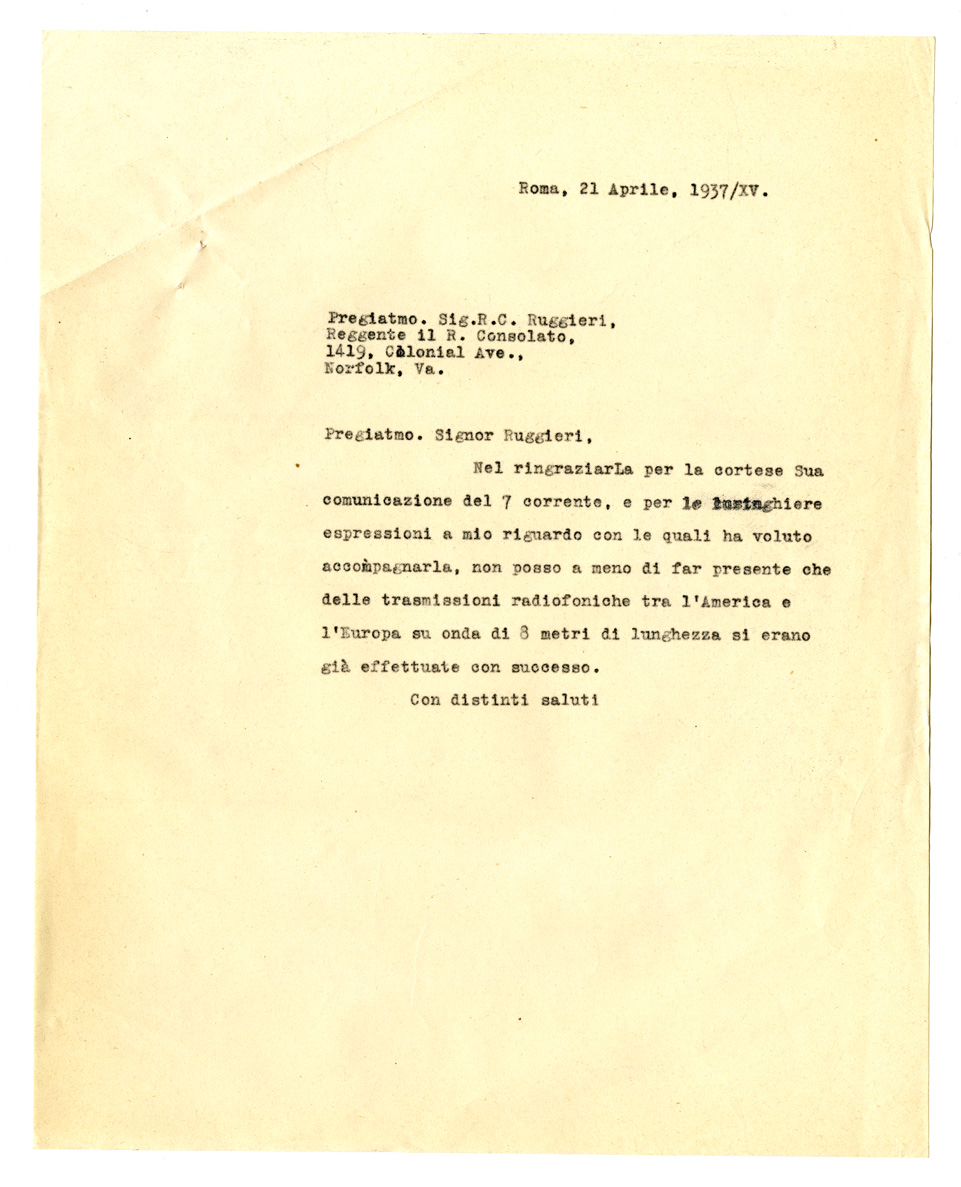 Roma, 21 Aprile, 1937/XV.
Pregiatmo. Sig.R.C. Ruggieri,
Reggente il R. Consolato,
1419, Colonial Ave.,
Norfolk, Va.
Pregiatmo. Signor Ruggieri,
Nel ringraziarLa per la cortese Sua
comunicazione del 7 corrente, e per le lusinghiere
espressioni a mio riguardo con le quali ha voluto
accompagnarla, non posso a meno di far presente che
delle trasmissioni radiofoniche tra l'America e
l'Europa su onda di 8 metri di lunghezza si erano
già effettuate con successo.
Con distinti saluti